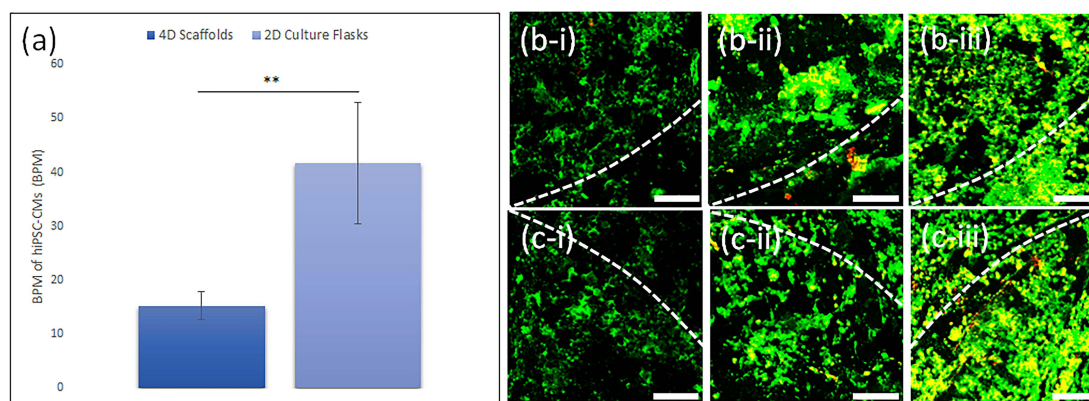 (a)
4D Scaffolds 2D Culture Flasks
60
**
50
40
30
20
10
0
BPM of hiPSC-CMs (BPM)
(b-i)
(b-ii)
(b-iii)
(c-i)
(c-ii)
(c-iii)